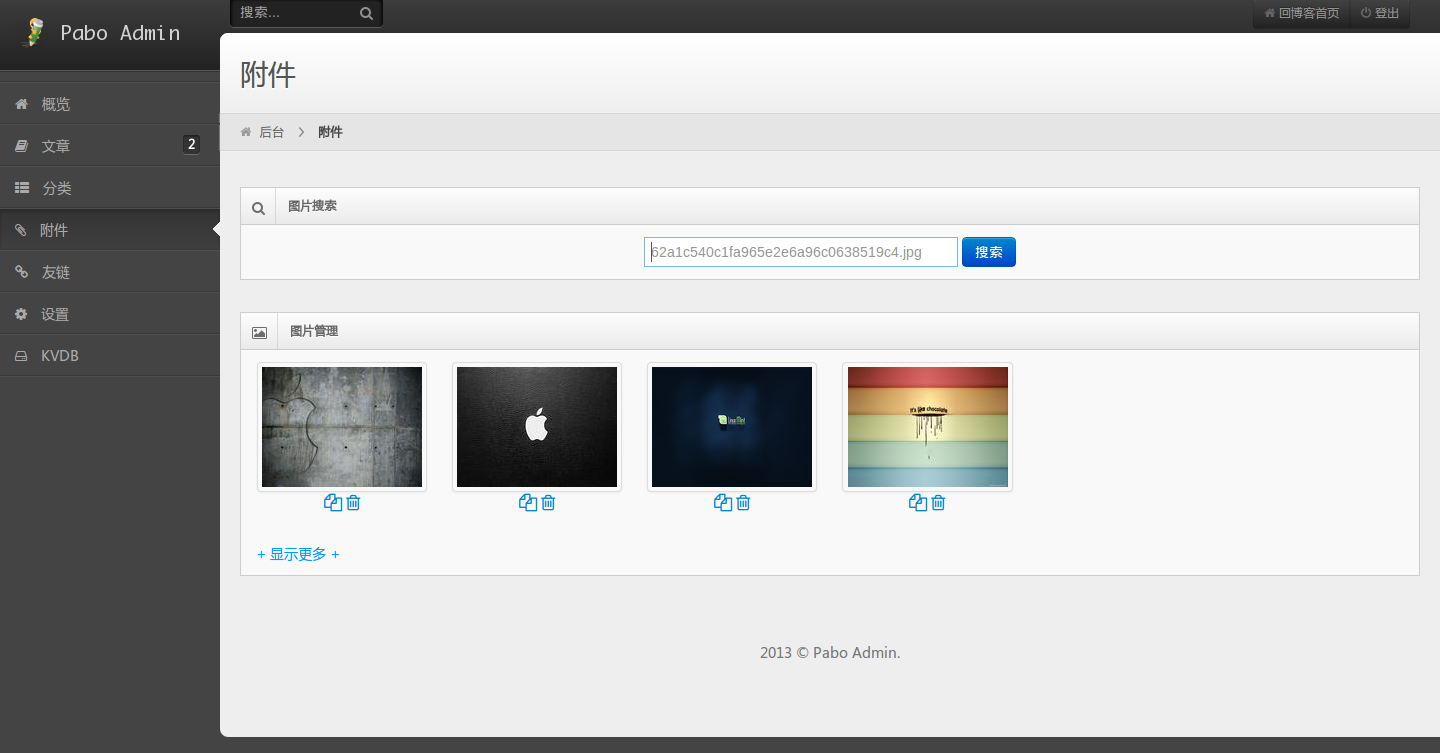 Pabo Admin
搜索...
回博客首页
登出
概览
文章
2
分类
附件
友链
设置
KVDB
附件
后台
附件
图片搜索
62a1c540c1fa965e2e6a96c0638519c4.jpg
搜索
图片管理
It's like chocolate
+ 显示更多 +
2013 © Pabo Admin.